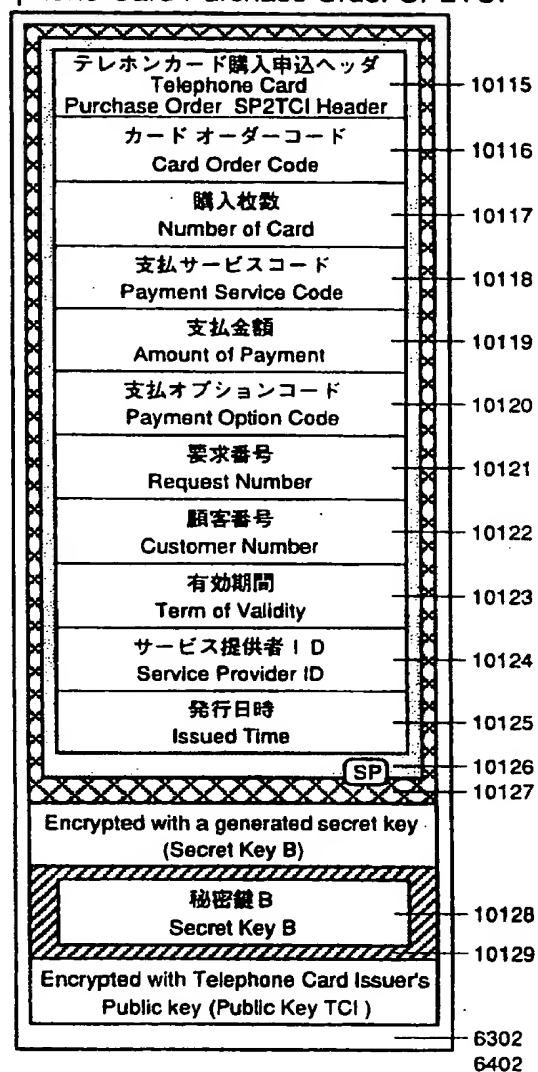 phone Card Purchase Order SP2TCI
テレホンカード購入申込ヘッダ
Telephone Card
Purchase Order SP2TCI Header
10115
カード オーダーコード
Card Order Code
10116
購入枚数
Number of Card
10117
支払サービスコード
Payment Service Code
10118
支払金額
Amount of Payment
10119
支払オプションコード
Payment Option Code
10120
要求番号
Request Number
10121
顧客番号
Customer Number
10122
有効期間
Term of Validity
10123
サービス提供者 I D
Service Provider ID
10124
発行日時
Issued Time
10125
SP
10126
10127
Encrypted with a generated secret key
(Secret Key B)
秘密鍵 B
Secret Key B
10128
10129
Encrypted with Telephone Card Issuer's
Public key (Public Key TCI )
6302
6402